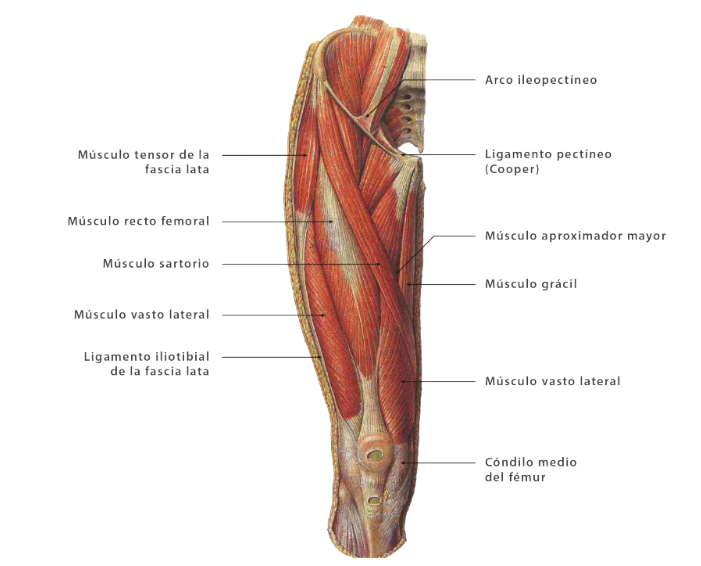 Músculo tensor de la
fascia lata
Músculo recto femoral
Músculo sartorio
Músculo vasto lateral
Ligamento iliotibial
de la fascia lata
Arco ileopectíneo
Ligamento pectíneo
(Cooper)
Músculo aproximador mayor
Músculo grácil
Músculo vasto lateral
Cóndilo medio
del fémur